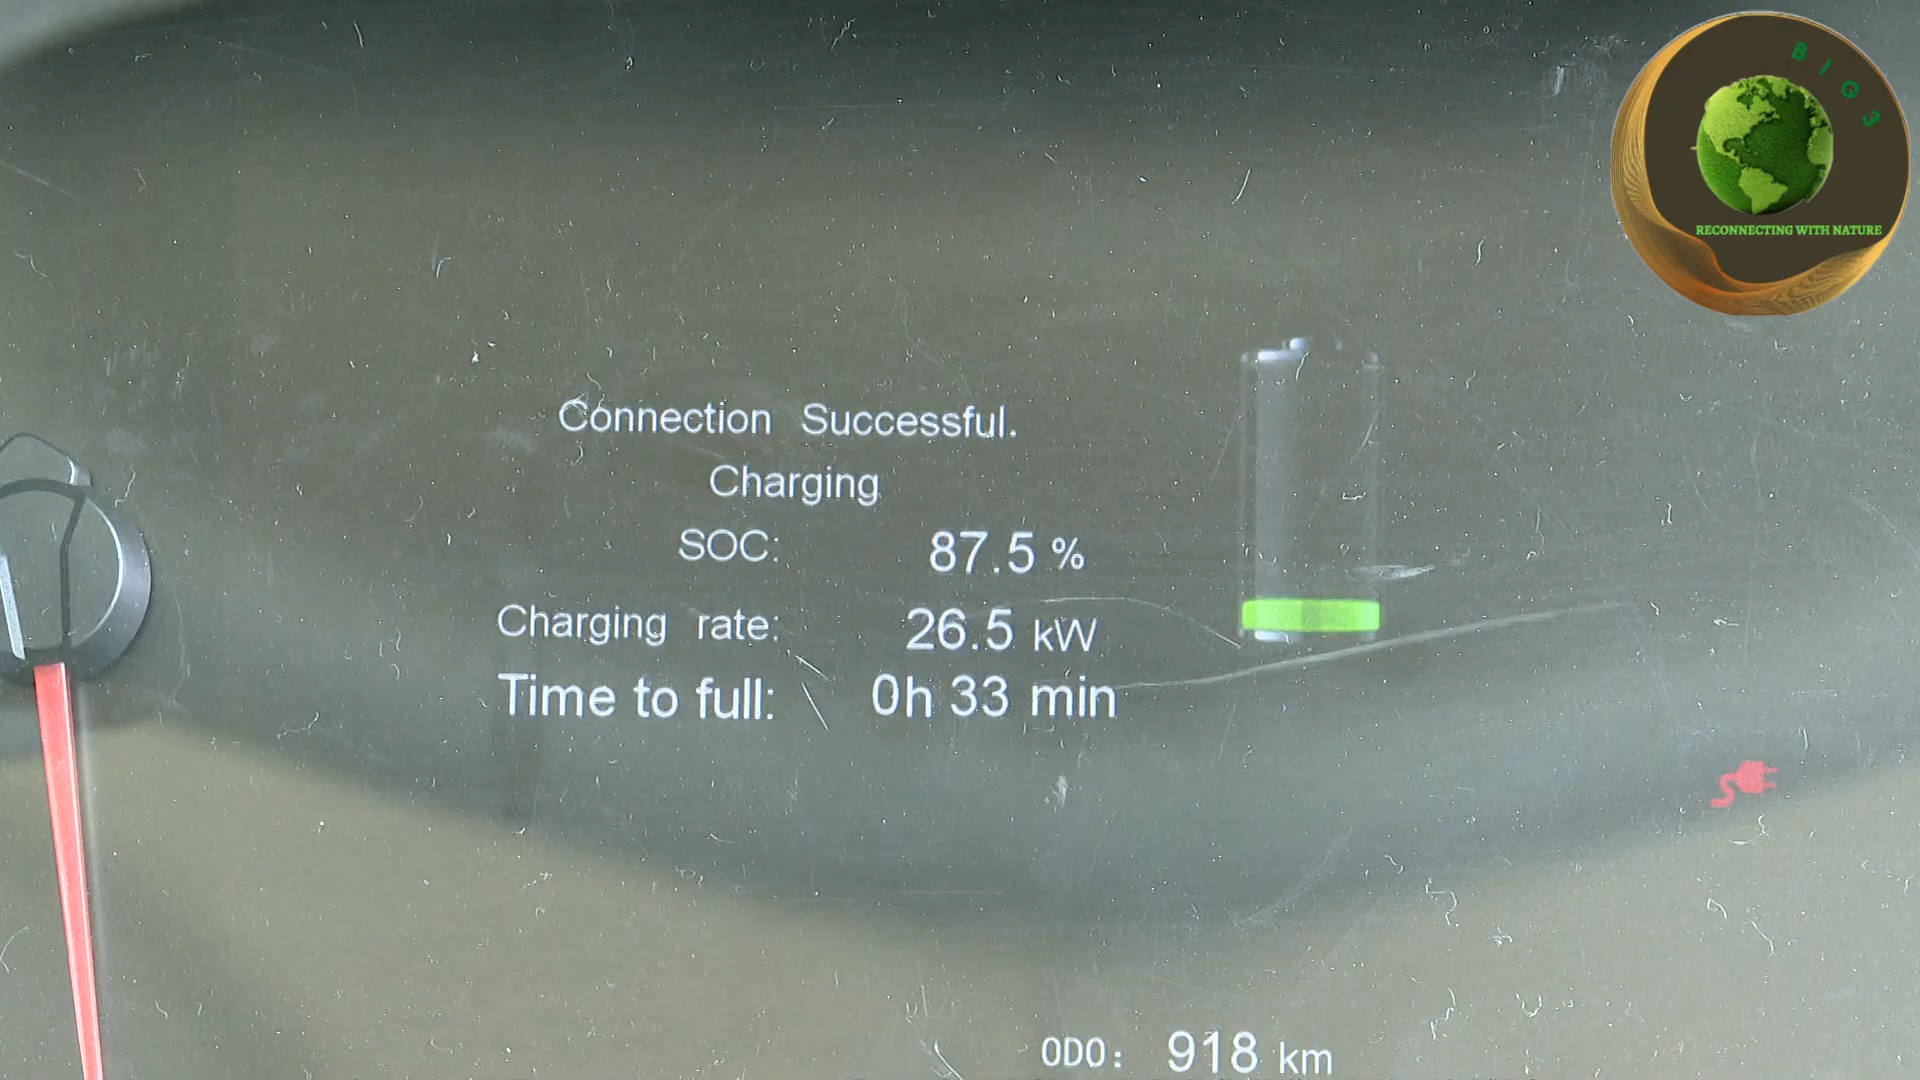 BIG3
RECONNECTING WITH NATURE
Connection Successful.
Charging
SOC: 87.5 %
Charging rate: 26.5 kW
Time to full: 0h 33 min
ODO: 918 km